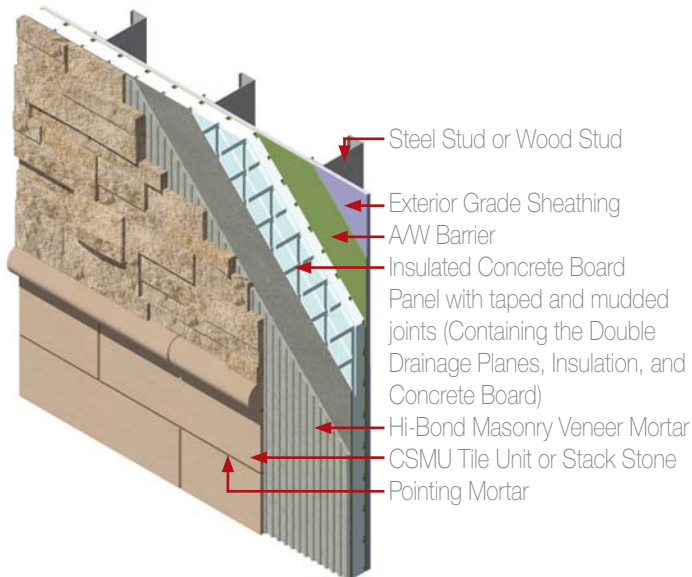 Steel Stud or Wood Stud
Exterior Grade Sheathing
A/W Barrier
Insulated Concrete Board
Panel with taped and mudded
joints (Containing the Double
Drainage Planes, Insulation, and
Concrete Board)
Hi-Bond Masonry Veneer Mortar
CSMU Tile Unit or Stack Stone
Pointing Mortar